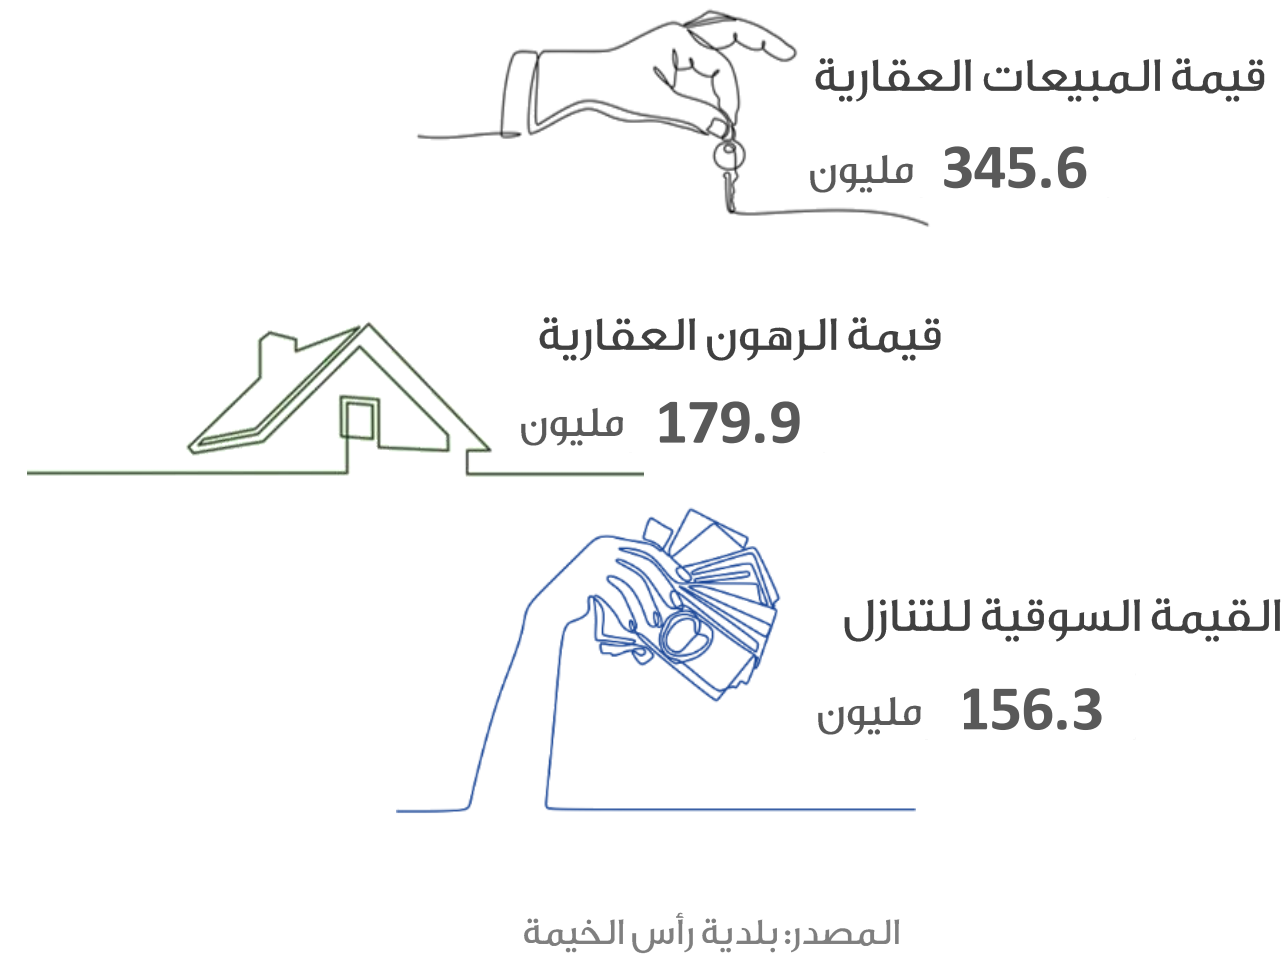 قيمة المبيعات العقارية
345.6 مليون
قيمة الرهون العقارية
179.9 مليون
القيمة السوقية للتنازل
156.3 مليون
المصدر: بلدية رأس الخيمة